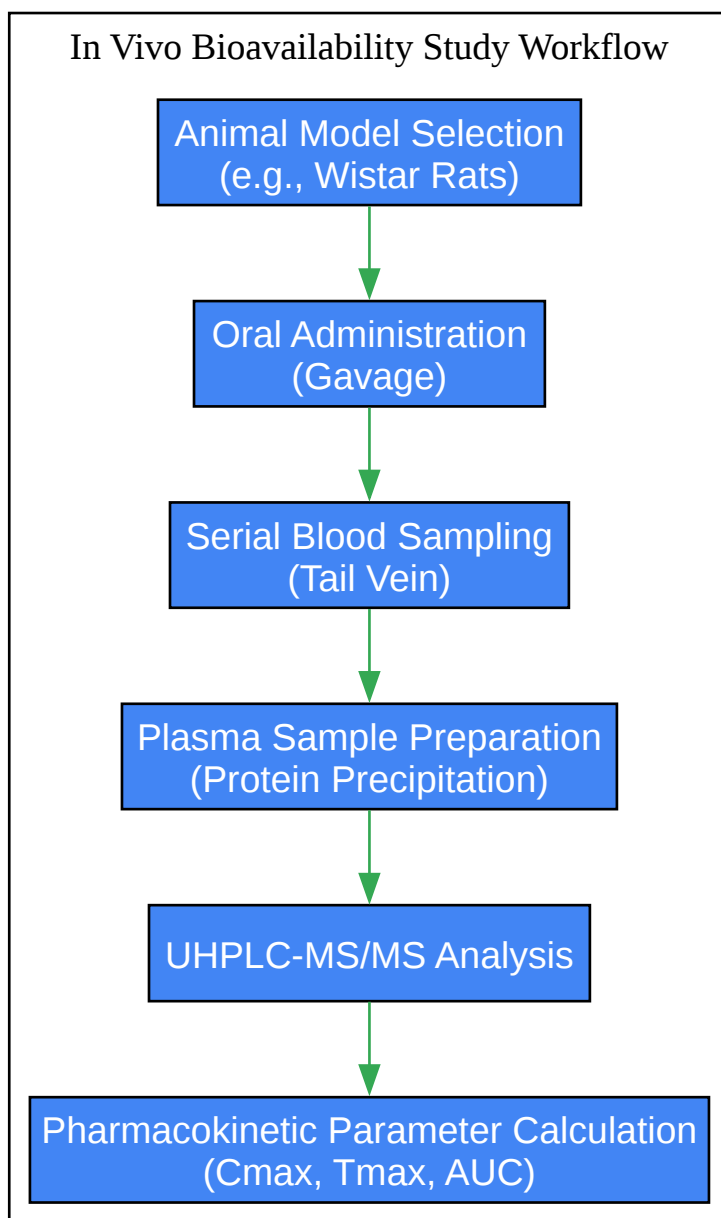 In Vivo Bioavailability Study Workflow
Animal Model Selection
(e.g., Wistar Rats)
Oral Administration
(Gavage)
Serial Blood Sampling
(Tail Vein)
Plasma Sample Preparation
(Protein Precipitation)
UHPLC-MS/MS Analysis
Pharmacokinetic Parameter Calculation
(Cmax, Tmax, AUC)